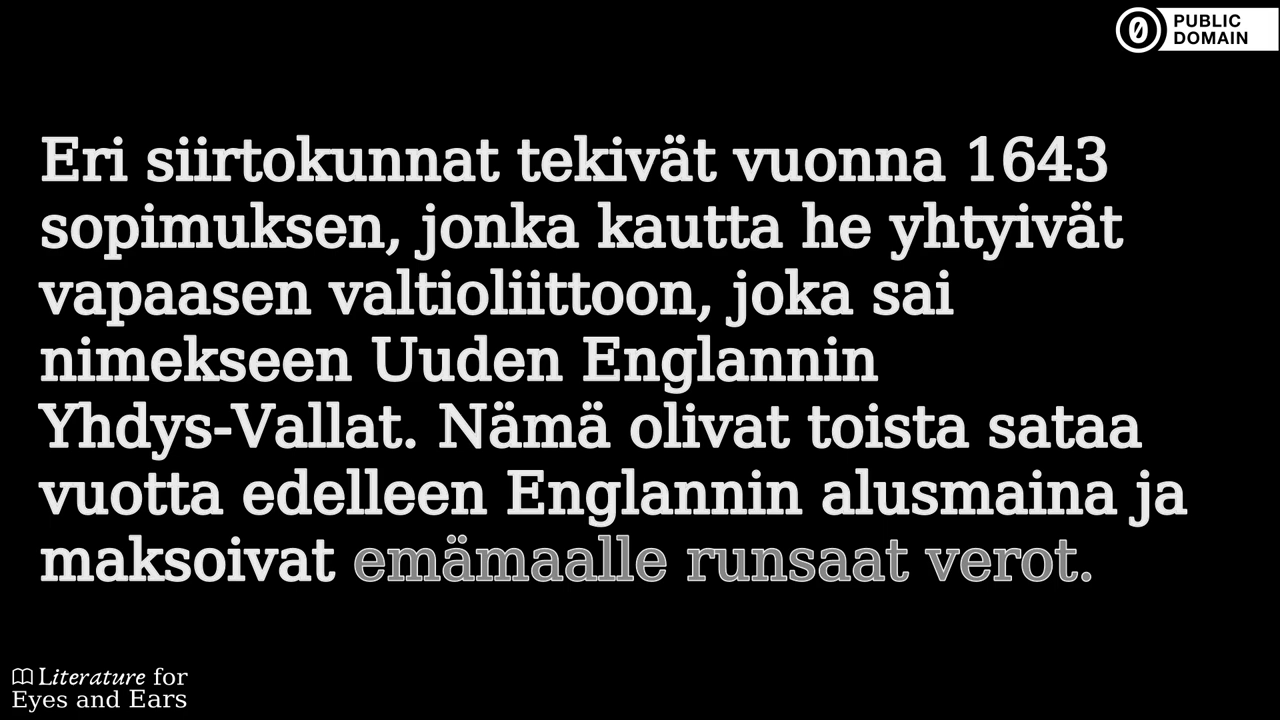 PUBLIC
DOMAIN
Eri siirtokunnat tekivät vuonna 1643
sopimuksen, jonka kautta he yhtyivät
vapaasen valtioliittoon, joka sai
nimekseen Uuden Englannin
Yhdys-Vallat. Nämä olivat toista sataa
vuotta edelleen Englannin alusmaina ja
maksoivat emämaalle runsaat verot.
Literature for
Eyes and Ears